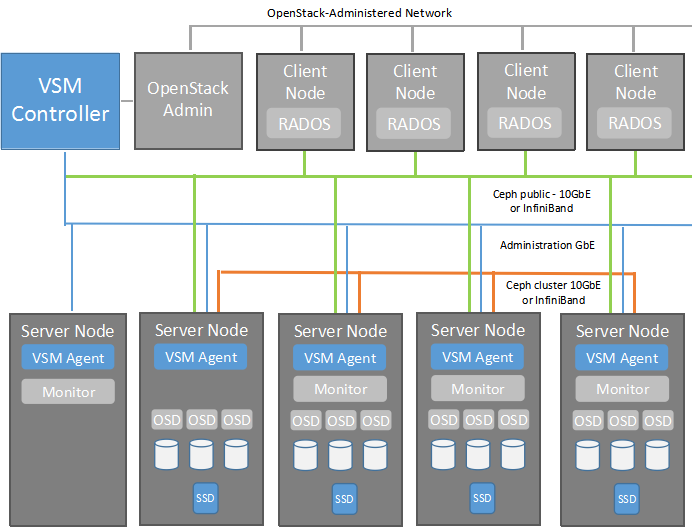 OpenStack-Administered Network
VSM
Controller
OpenStack
Admin
Client
Node
RADOS
Client
Node
RADOS
Client
Node
RADOS
Client
Node
RADOS
Ceph public - 10GbE
or InfiniBand
Administration GbE
Ceph cluster 10GbE
or InfiniBand
Server Node
VSM Agent
Monitor
Server Node
VSM Agent
OSD OSD OSD
SSD
Server Node
VSM Agent
Monitor
OSD OSD OSD
SSD
Server Node
VSM Agent
Monitor
OSD OSD OSD
SSD
Server Node
VSM Agent
Monitor
OSD OSD OSD
SSD